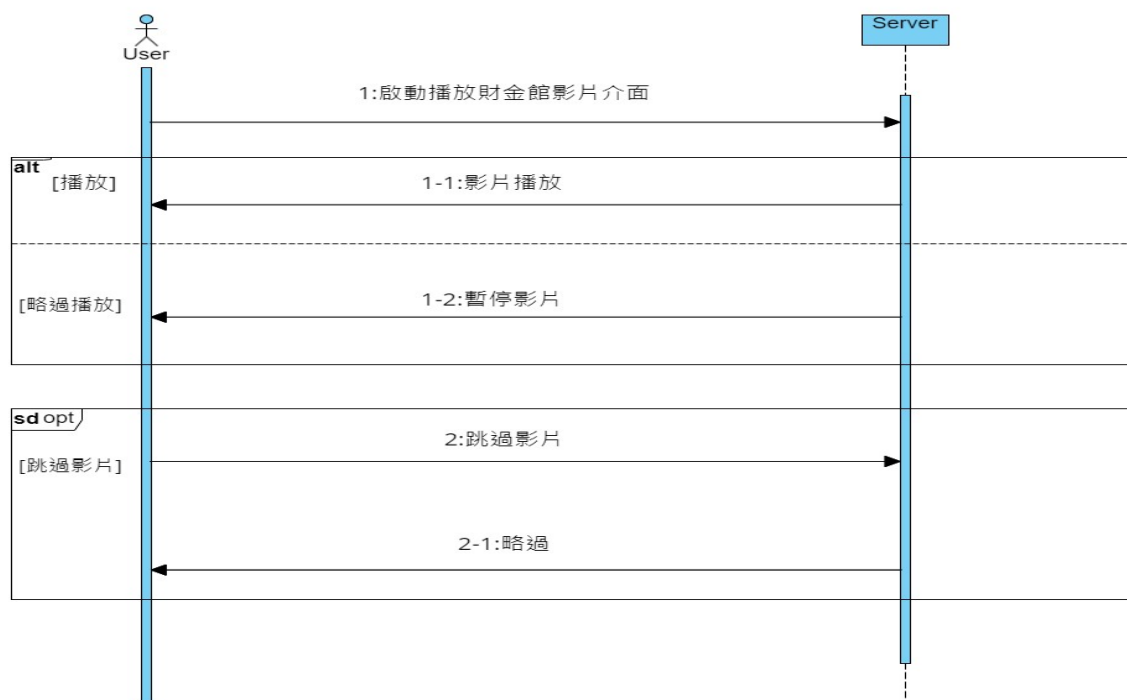 User
Server
1:啟動播放財金館影片介面
alt
[播放]
1-1:影片播放
[略過播放]
1-2:暫停影片
sd opt
2:跳過影片
[跳過影片]
2-1:略過